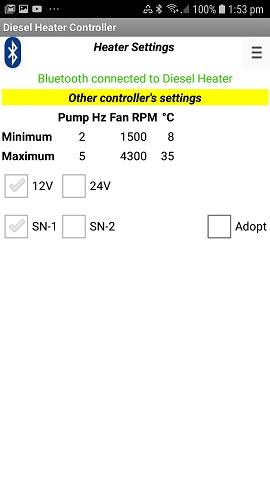 100% 1:53 pm
Diesel Heater Controller
Heater Settings
Bluetooth connected to Diesel Heater
Other controller's settings
Pump Hz Fan RPM °C
Minimum 2 1500 8
Maximum 5 4300 35
12V 24V
SN-1 SN-2 Adopt